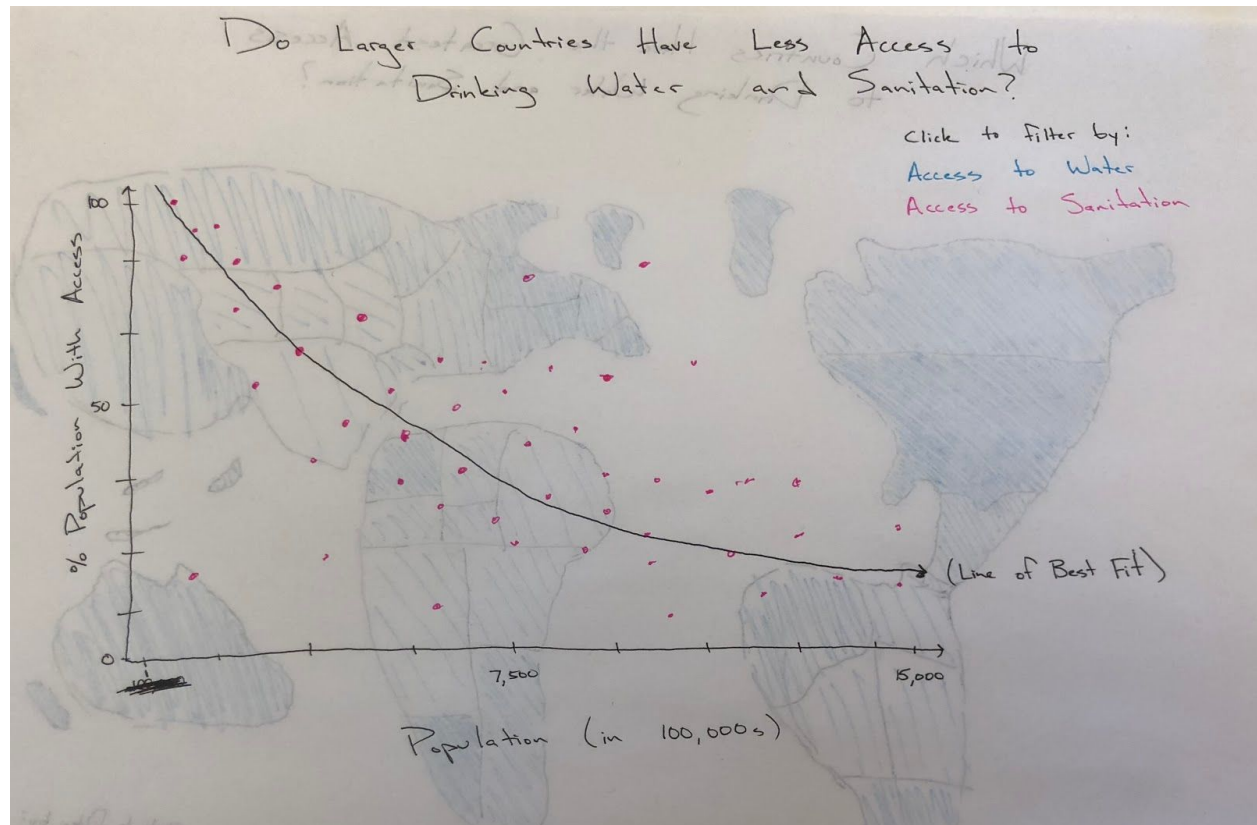 Do Larger Countries Have Less Access to
Drinking Water and Sanitation?
Click to filter by:
Access to Water
Access to Sanitation
% Population With Access
100
50
0
(Line of Best Fit)
7,500
15,000
Population (in 100,000s)